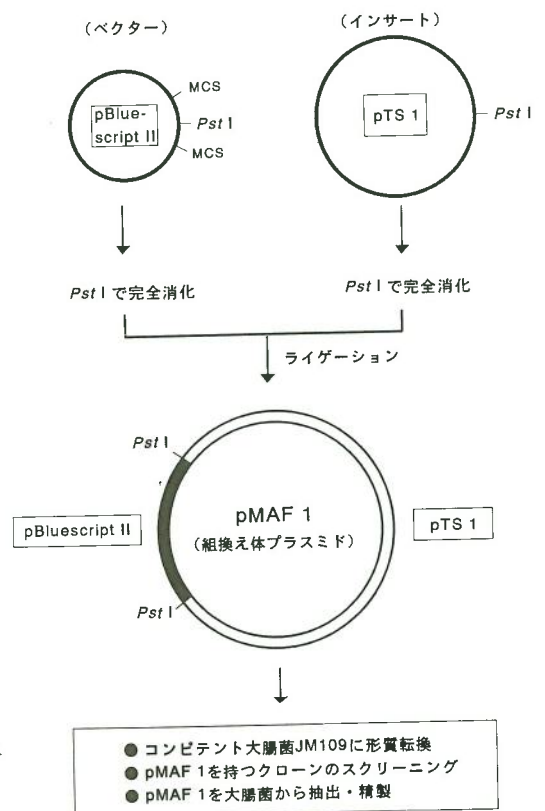 (ベクター)
(インサート)
MCS
pBlue-
script II
Pst I
MCS
pTS 1
Pst I
Pst I で完全消化
Pst I で完全消化
ライゲーション
Pst I
pMAF 1
(組換え体プラスミド)
pBluescript II
pTS 1
Pst I
● コンピテント大腸菌JM109に形質転換
● pMAF 1を持つクローンのスクリーニング
● pMAF 1を大腸菌から抽出・精製